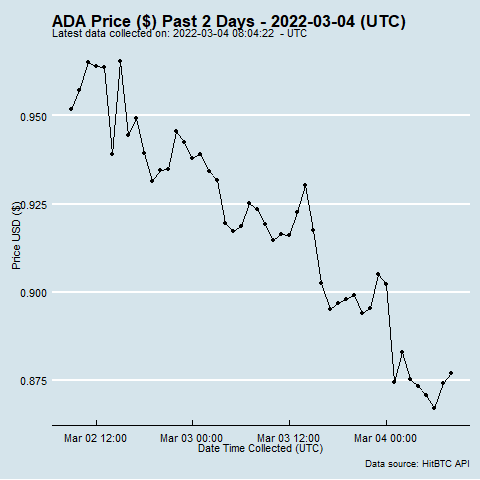 ADA Price ($) Past 2 Days - 2022-03-04 (UTC)
Latest data collected on: 2022-03-04 08:04:22  - UTC
0.950
0.925
Price USD ($)
0.900
0.875
Mar 02 12:00 Mar 03 00:00 Mar 03 12:00 Mar 04 00:00
Date Time Collected (UTC)
Data source: HitBTC API